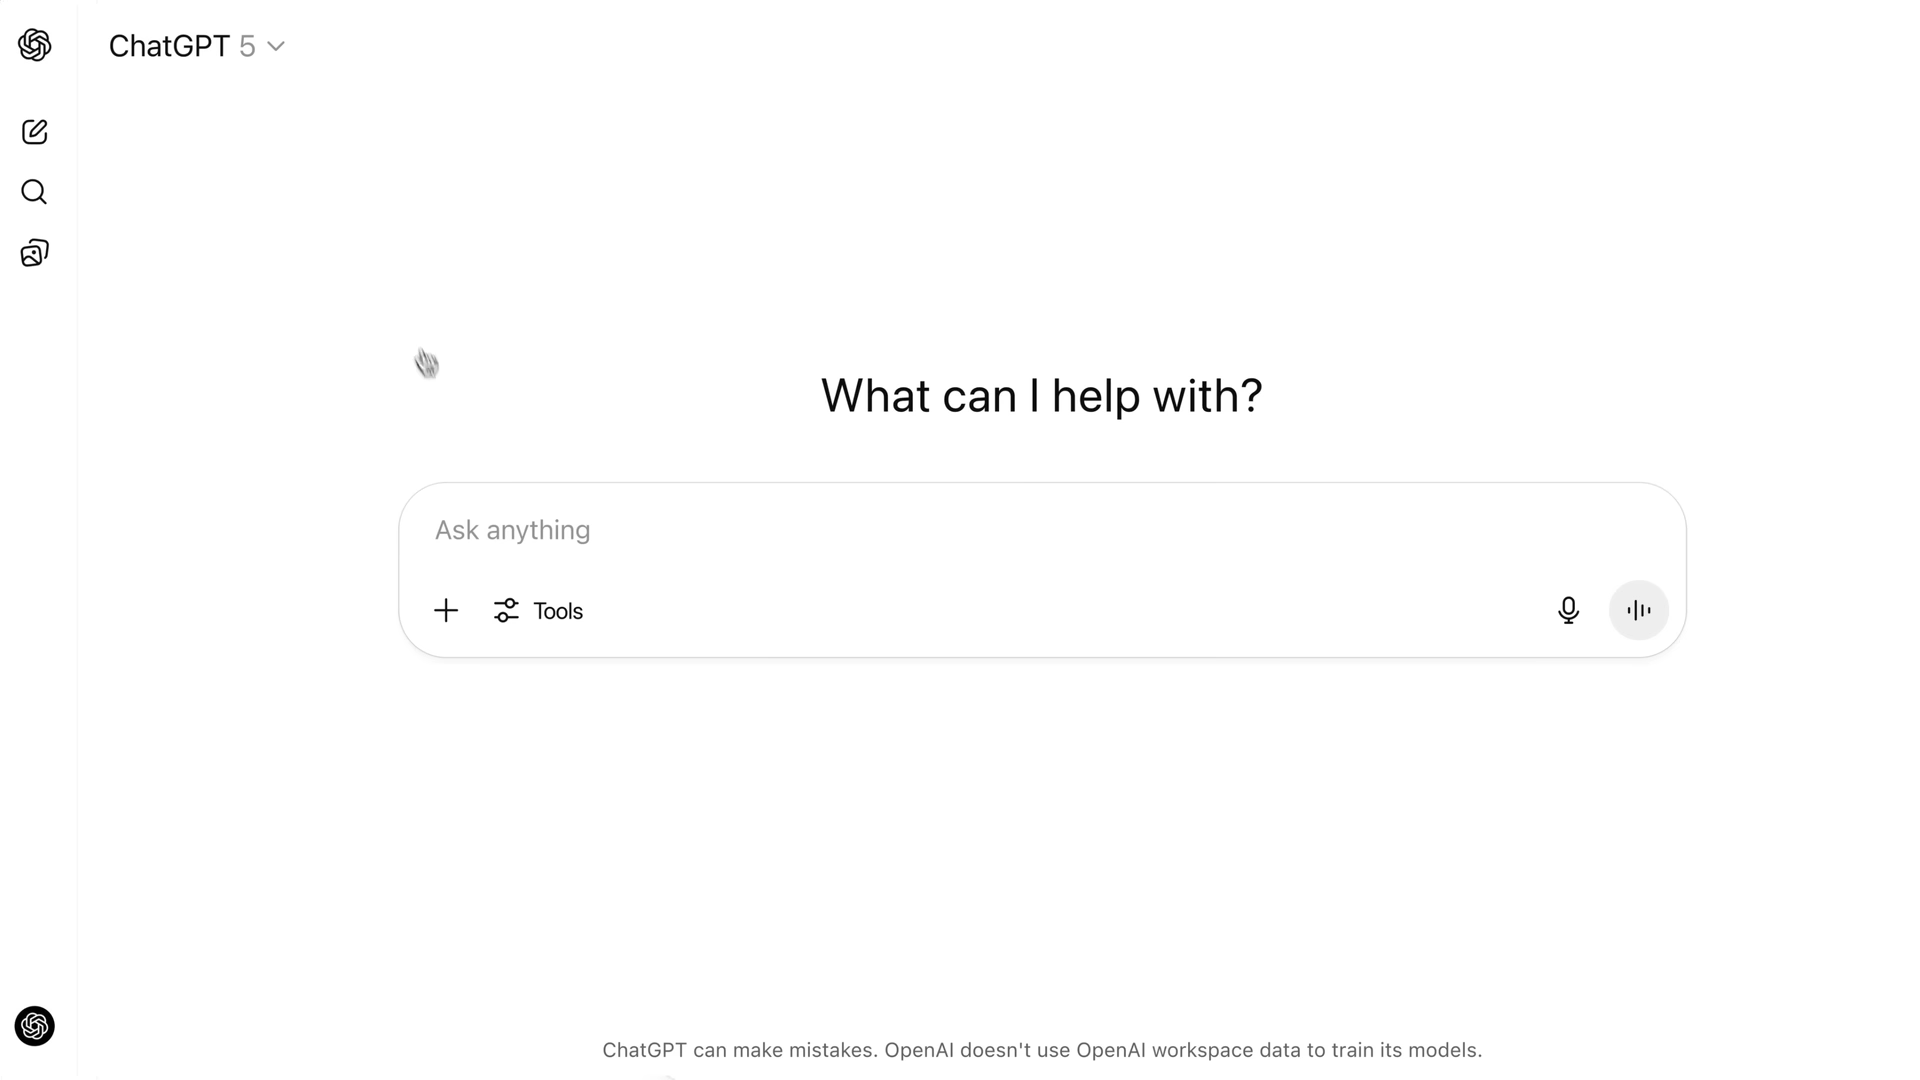 ChatGPT 5
What can I help with?
Ask anything
Tools
ChatGPT can make mistakes. OpenAI doesn't use OpenAI workspace data to train its models.